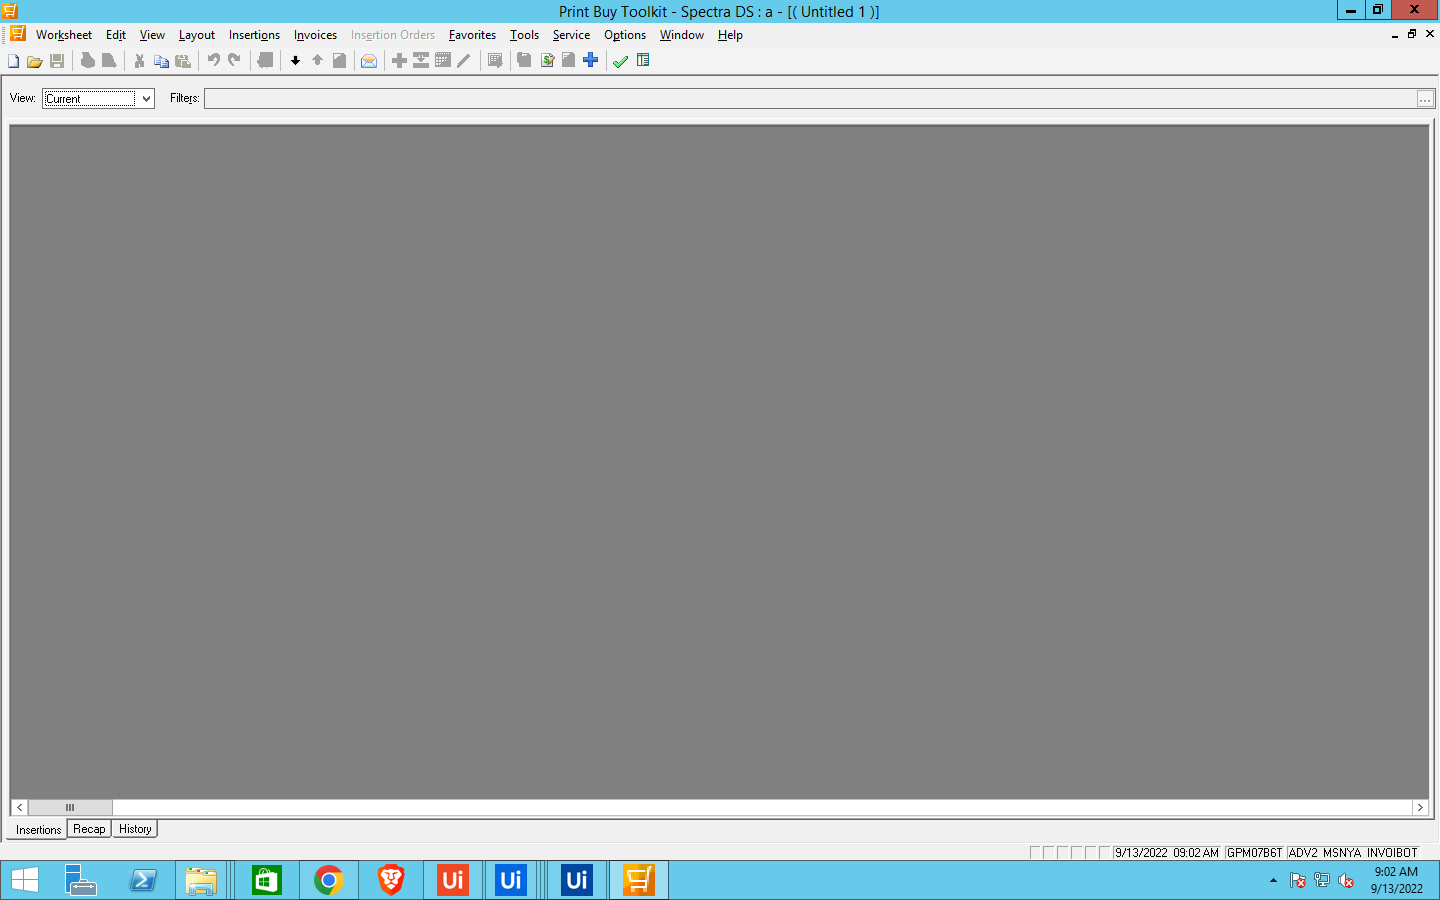 Print Buy Toolkit - Spectra DS : a - [( Untitled 1 )]
Worksheet Edit View Layout Insertions Invoices Insertion Orders Favorites Tools Service Options Window Help
View: Current Filters: ...
Insertions Recap History
9/13/2022 09:02 AM GPM07B6T ADV2 MSNYA INVOIBOT
Ui Ui Ui
9:02 AM
9/13/2022